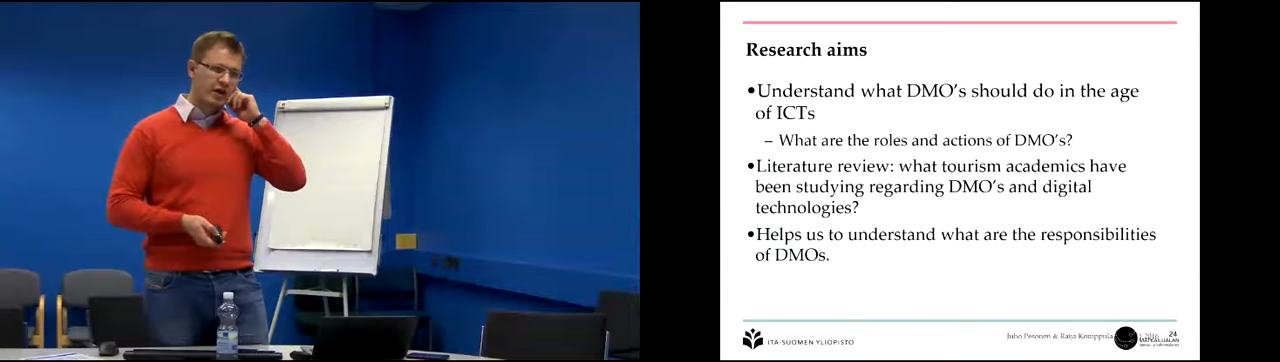 Research aims
•Understand what DMO's should do in the age
of ICTs
– What are the roles and actions of DMO's?
•Literature review: what tourism academics have
been studying regarding DMO's and digital
technologies?
•Helps us to understand what are the responsibilities
of DMOs.
ITÄ-SUOMEN YLIOPISTO
Juho Pesonen & Raija Komppula 2016
24
MATKAILUALAN